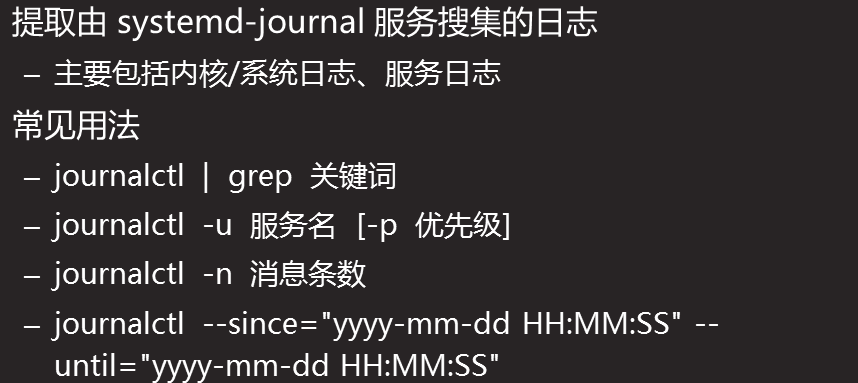 提取由 systemd-journal 服务搜集的日志
– 主要包括内核/系统日志、服务日志
常见用法
– journalctl | grep 关键词
– journalctl -u 服务名 [-p 优先级]
– journalctl -n 消息条数
– journalctl --since="yyyy-mm-dd HH:MM:SS" --
until="yyyy-mm-dd HH:MM:SS"